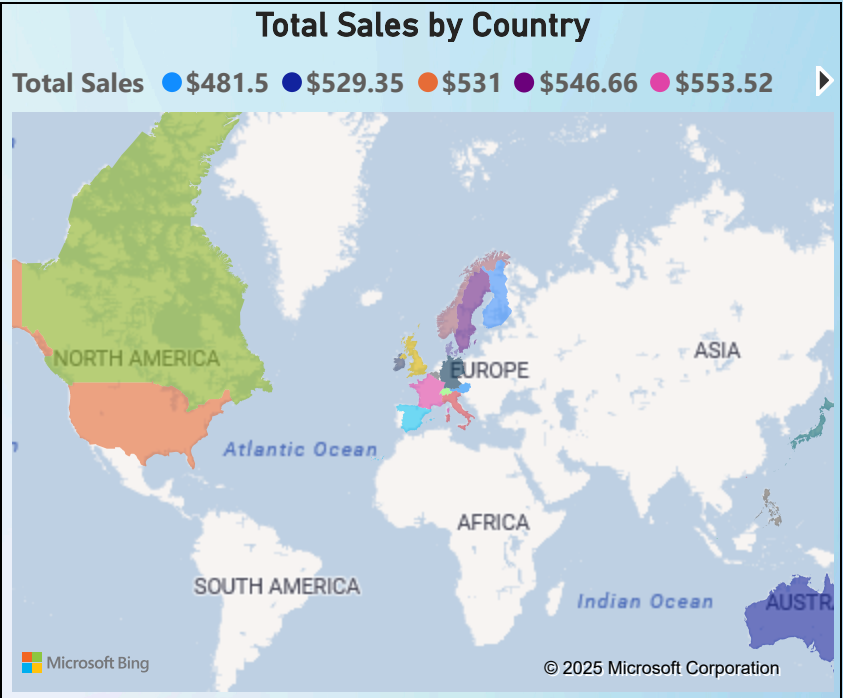 Total Sales by Country
Total Sales $481.5 $529.35 $531 $546.66 $553.52
NORTH AMERICA
EUROPE
ASIA
Atlantic Ocean
AFRICA
SOUTH AMERICA
Indian Ocean
AUSTR
Microsoft Bing
© 2025 Microsoft Corporation